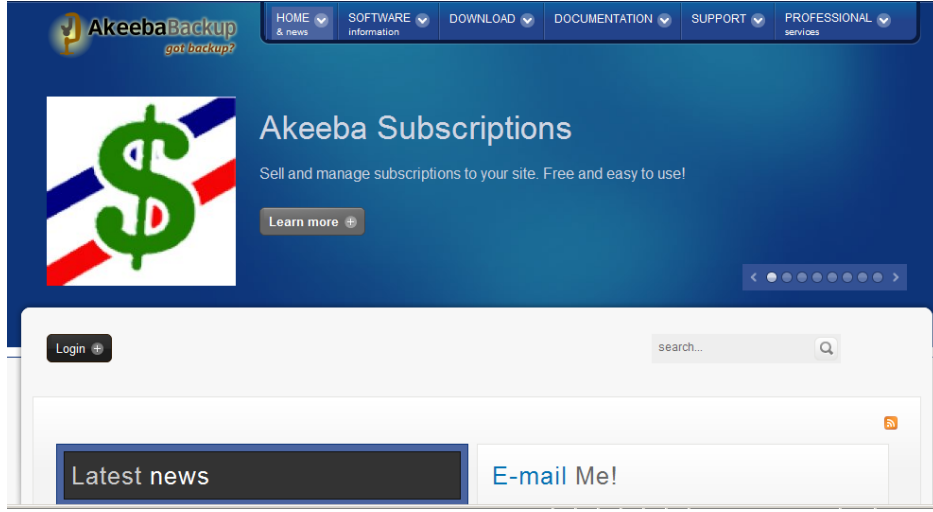 AkeebaBackup
got backup?
HOME
& news
SOFTWARE
information
DOWNLOAD
DOCUMENTATION
SUPPORT
PROFESSIONAL
services
$
Akeeba Subscriptions
Sell and manage subscriptions to your site. Free and easy to use!
Learn more
Login
search...
Latest news
E-mail Me!